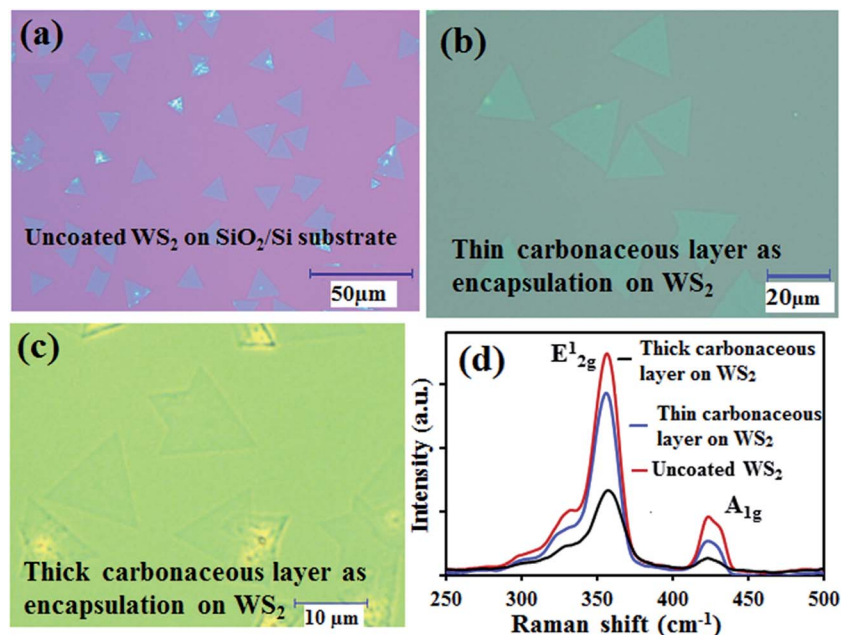 (a)
Uncoated WS₂ on SiO₂/Si substrate
50µm
(b)
Thin carbonaceous layer as
encapsulation on WS₂
20µm
(c)
Thick carbonaceous layer as
encapsulation on WS₂
10 µm
(d)
E¹₂g
A₁g
Thick carbonaceous
layer on WS₂
Thin carbonaceous
layer on WS₂
Uncoated WS₂
Intensity (a.u.)
250 300 350 400 450 500
Raman shift (cm⁻¹)